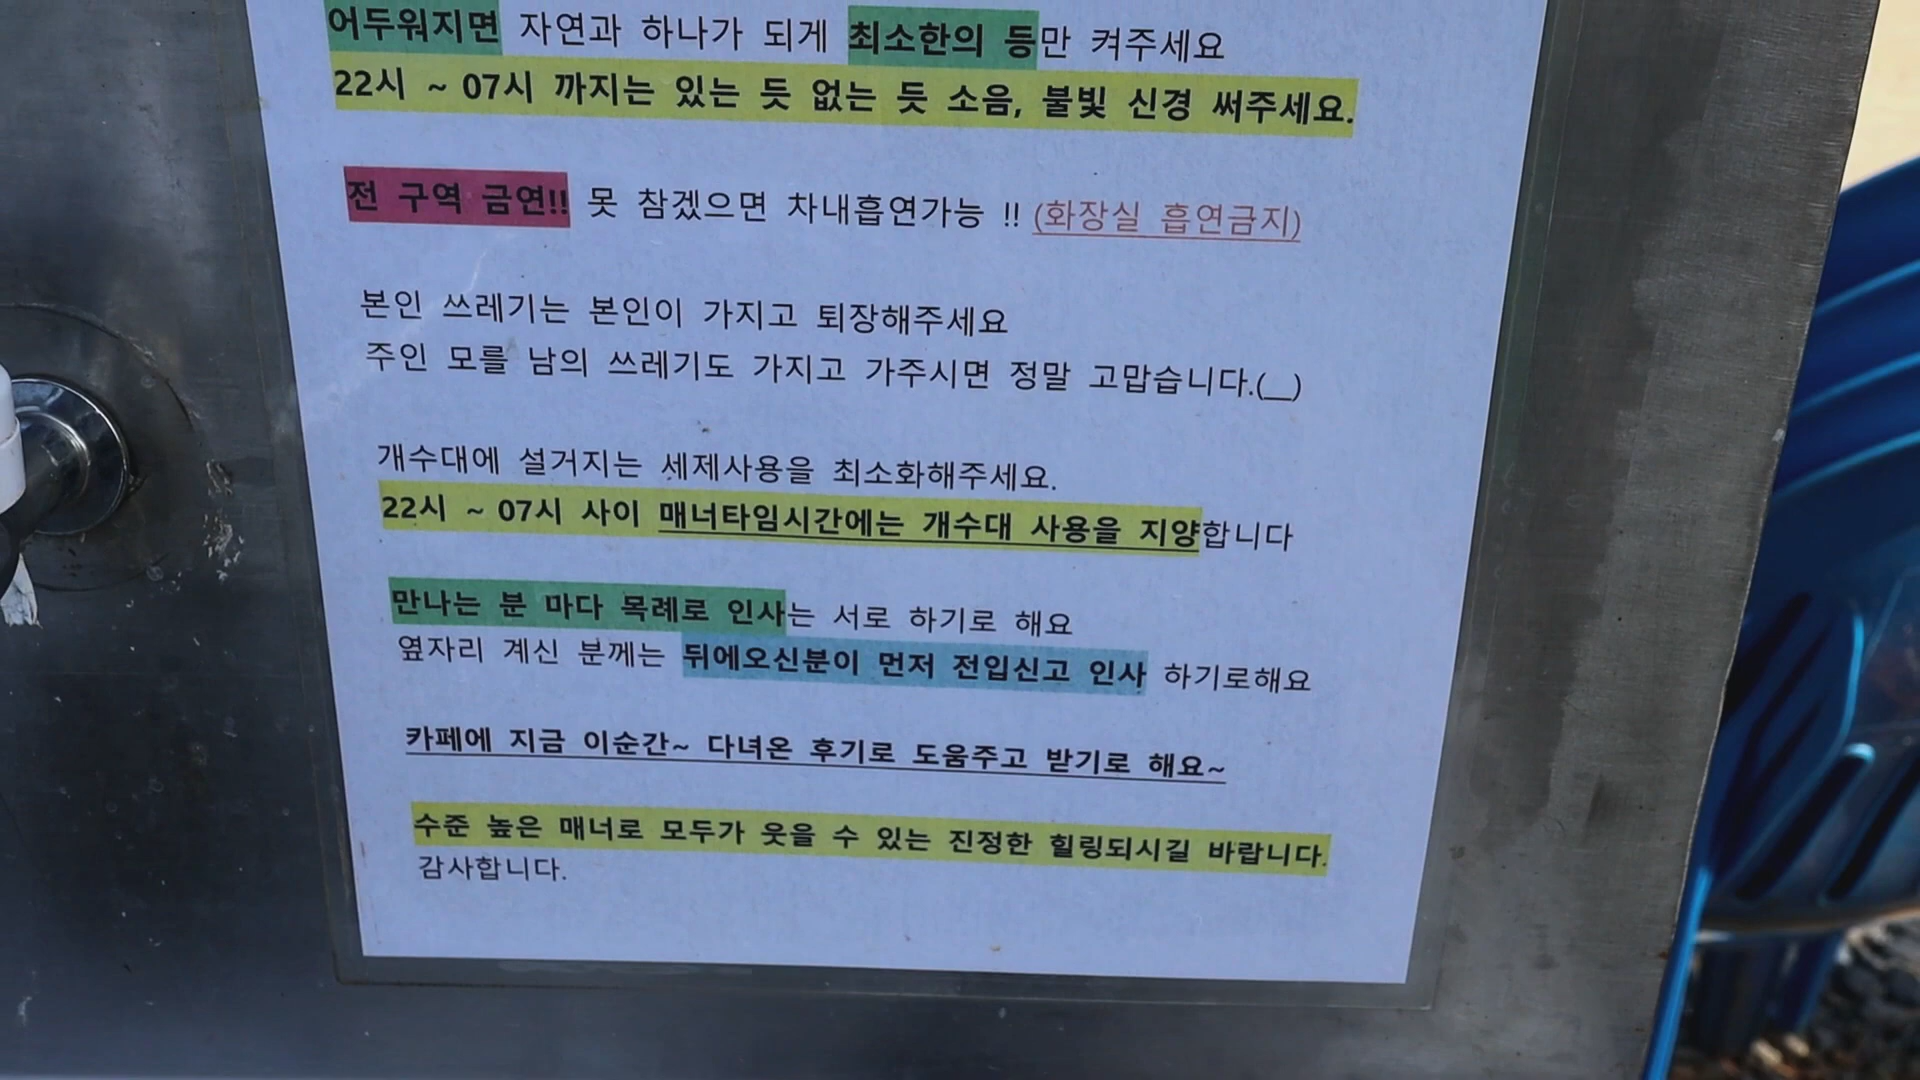 어두워지면 자연과 하나가 되게 최소한의 등만 켜주세요
22시 ~ 07시 까지는 있는 듯 없는 듯 소음, 불빛 신경 써주세요.
전 구역 금연!! 못 참겠으면 차내흡연가능 !! (화장실 흡연금지)
본인 쓰레기는 본인이 가지고 퇴장해주세요
주인 모를 남의 쓰레기도 가지고 가주시면 정말 고맙습니다.(__)
개수대에 설거지는 세제사용을 최소화해주세요.
22시 ~ 07시 사이 매너타임시간에는 개수대 사용을 지양합니다
만나는 분 마다 목례로 인사는 서로 하기로 해요
옆자리 계신 분께는 뒤에오신분이 먼저 전입신고 인사 하기로해요
카페에 지금 이순간~ 다녀온 후기로 도움주고 받기로 해요~
수준 높은 매너로 모두가 웃을 수 있는 진정한 힐링되시길 바랍니다.
감사합니다.